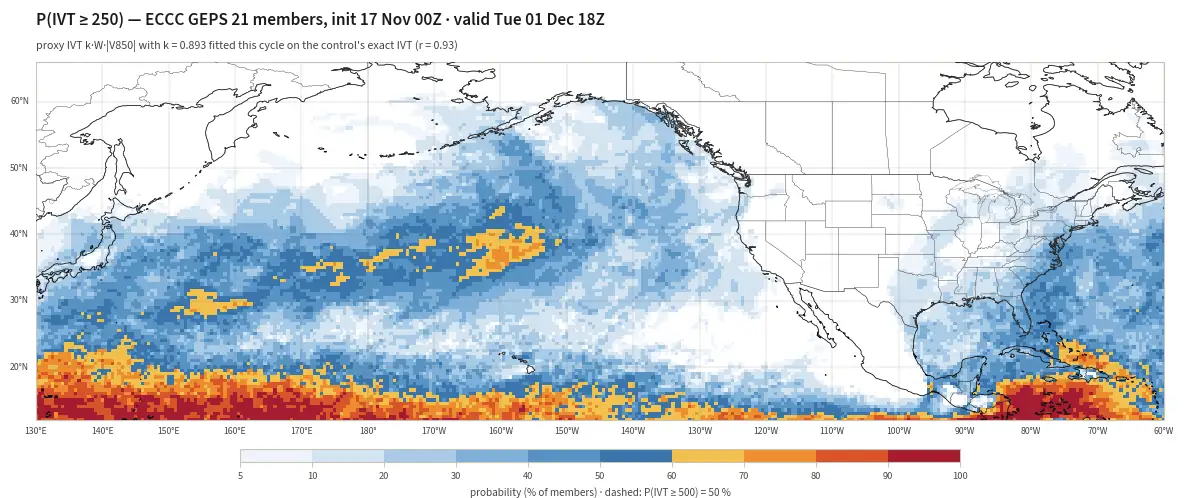 P(IVT ≥ 250) — ECCC GEPS 21 members, init 17 Nov 00Z · valid Tue 01 Dec 18Z
proxy IVT k·W·|V850| with k = 0.893 fitted this cycle on the control's exact IVT (r = 0.93)
60°N
50°N
40°N
30°N
20°N
130°E 140°E 150°E 160°E 170°E 180° 170°W 160°W 150°W 140°W 130°W 120°W 110°W 100°W 90°W 80°W 70°W 60°W
5 10 20 30 40 50 60 70 80 90 100
probability (% of members) · dashed: P(IVT ≥ 500) = 50 %